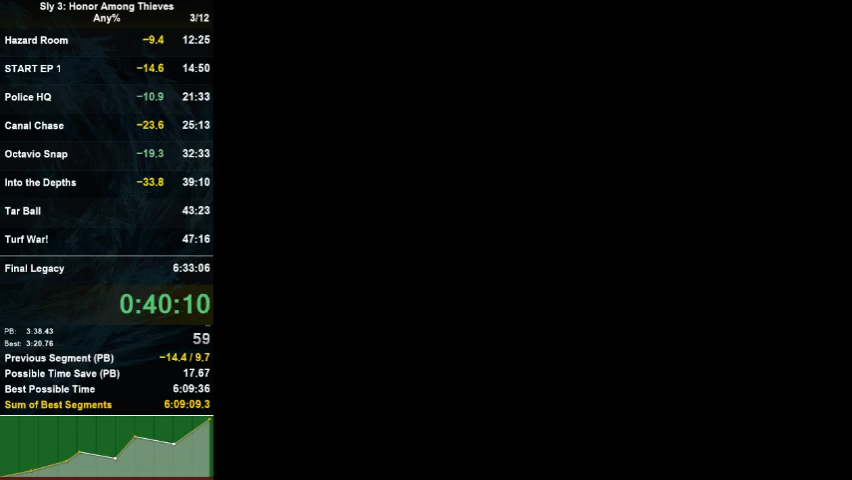 Sly 3: Honor Among Thieves
Any% 3/12
Hazard Room −9.4 12:25
START EP 1 −14.6 14:50
Police HQ −10.9 21:33
Canal Chase −23.6 25:13
Octavio Snap −19.3 32:33
Into the Depths −33.8 39:10
Tar Ball 43:23
Turf War! 47:16
Final Legacy 6:33:06
0:40:10
PB: 3:38.43
Best: 3:20.76
59
Previous Segment (PB) −14.4 / 9.7
Possible Time Save (PB) 17.67
Best Possible Time 6:09:36
Sum of Best Segments 6:09:09.3